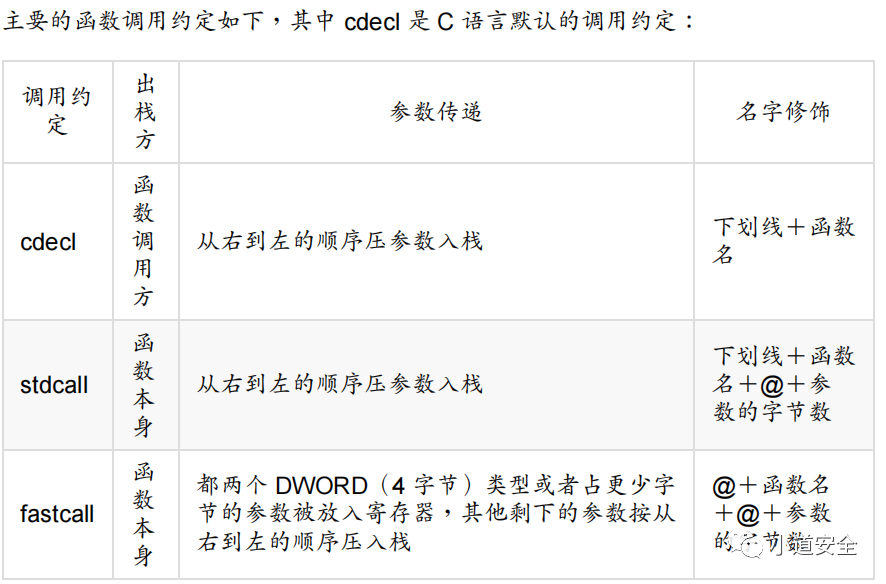 主要的函数调用约定如下，其中 cdecl 是 C 语言默认的调用约定：
调用约
定
出
栈
方
参数传递
名字修饰
cdecl
函
数
调
用
方
从右到左的顺序压参数入栈
下划线＋函数
名
stdcall
函
数
本
身
从右到左的顺序压参数入栈
下划线＋函数
名＋@＋参
数的字节数
fastcall
函
数
本
身
都两个 DWORD（4 字节）类型或者占更少字
节的参数被放入寄存器，其他剩下的参数按从
右到左的顺序压入栈
@＋函数名
＋@＋参数
的字节数
小道安全